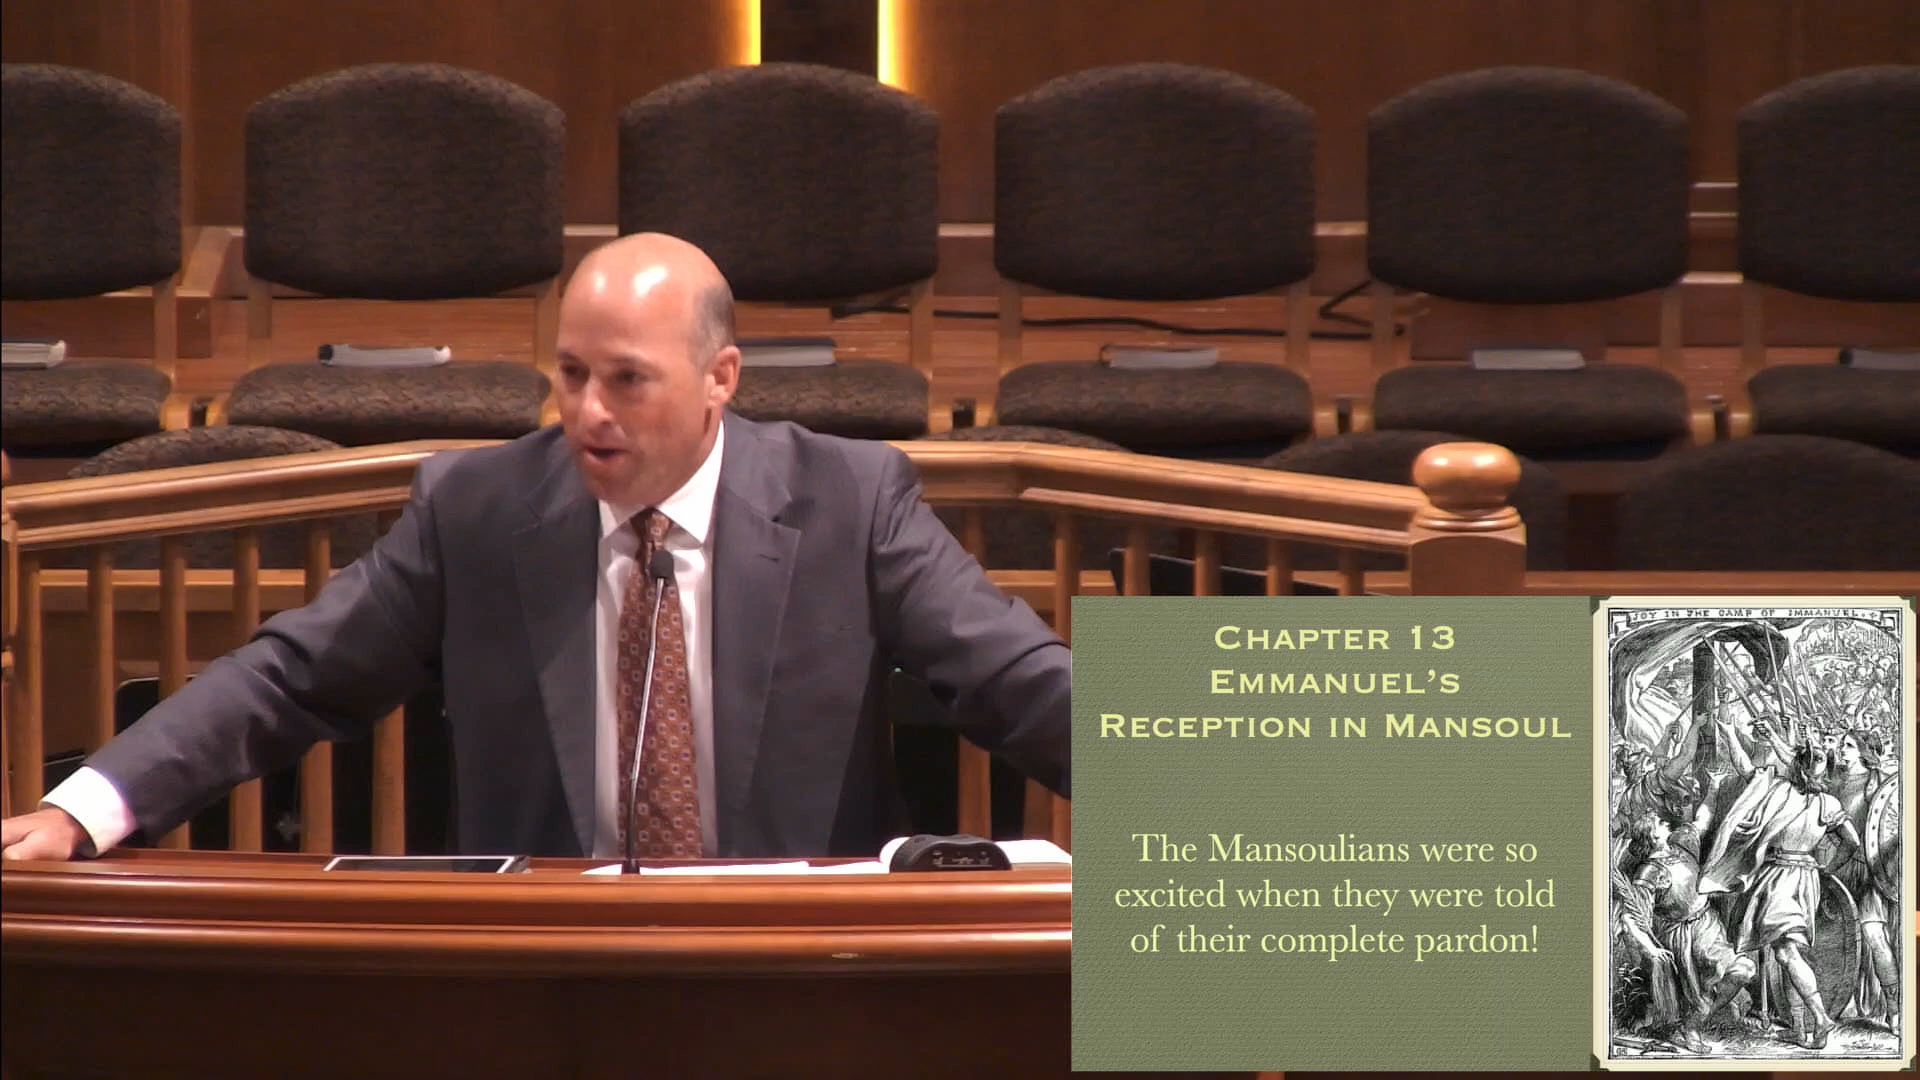 Chapter 13
Emmanuel's
Reception in Mansoul
The Mansoulians were so
excited when they were told
of their complete pardon!
JOY IN THE CAMP OF IMMANUEL.